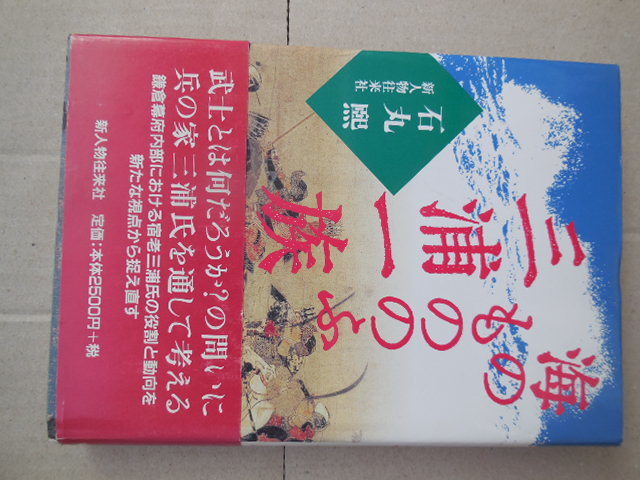 海の
もののふ
三浦一族
石丸 熙
新人物往来社
武士とは何だろうか?の問いに
兵の家 三浦氏を通して考える
鎌倉幕府内部における宿老三浦氏の役割と動向を
新たな視点から捉え直す
新人物往来社 定価:本体2500円+税